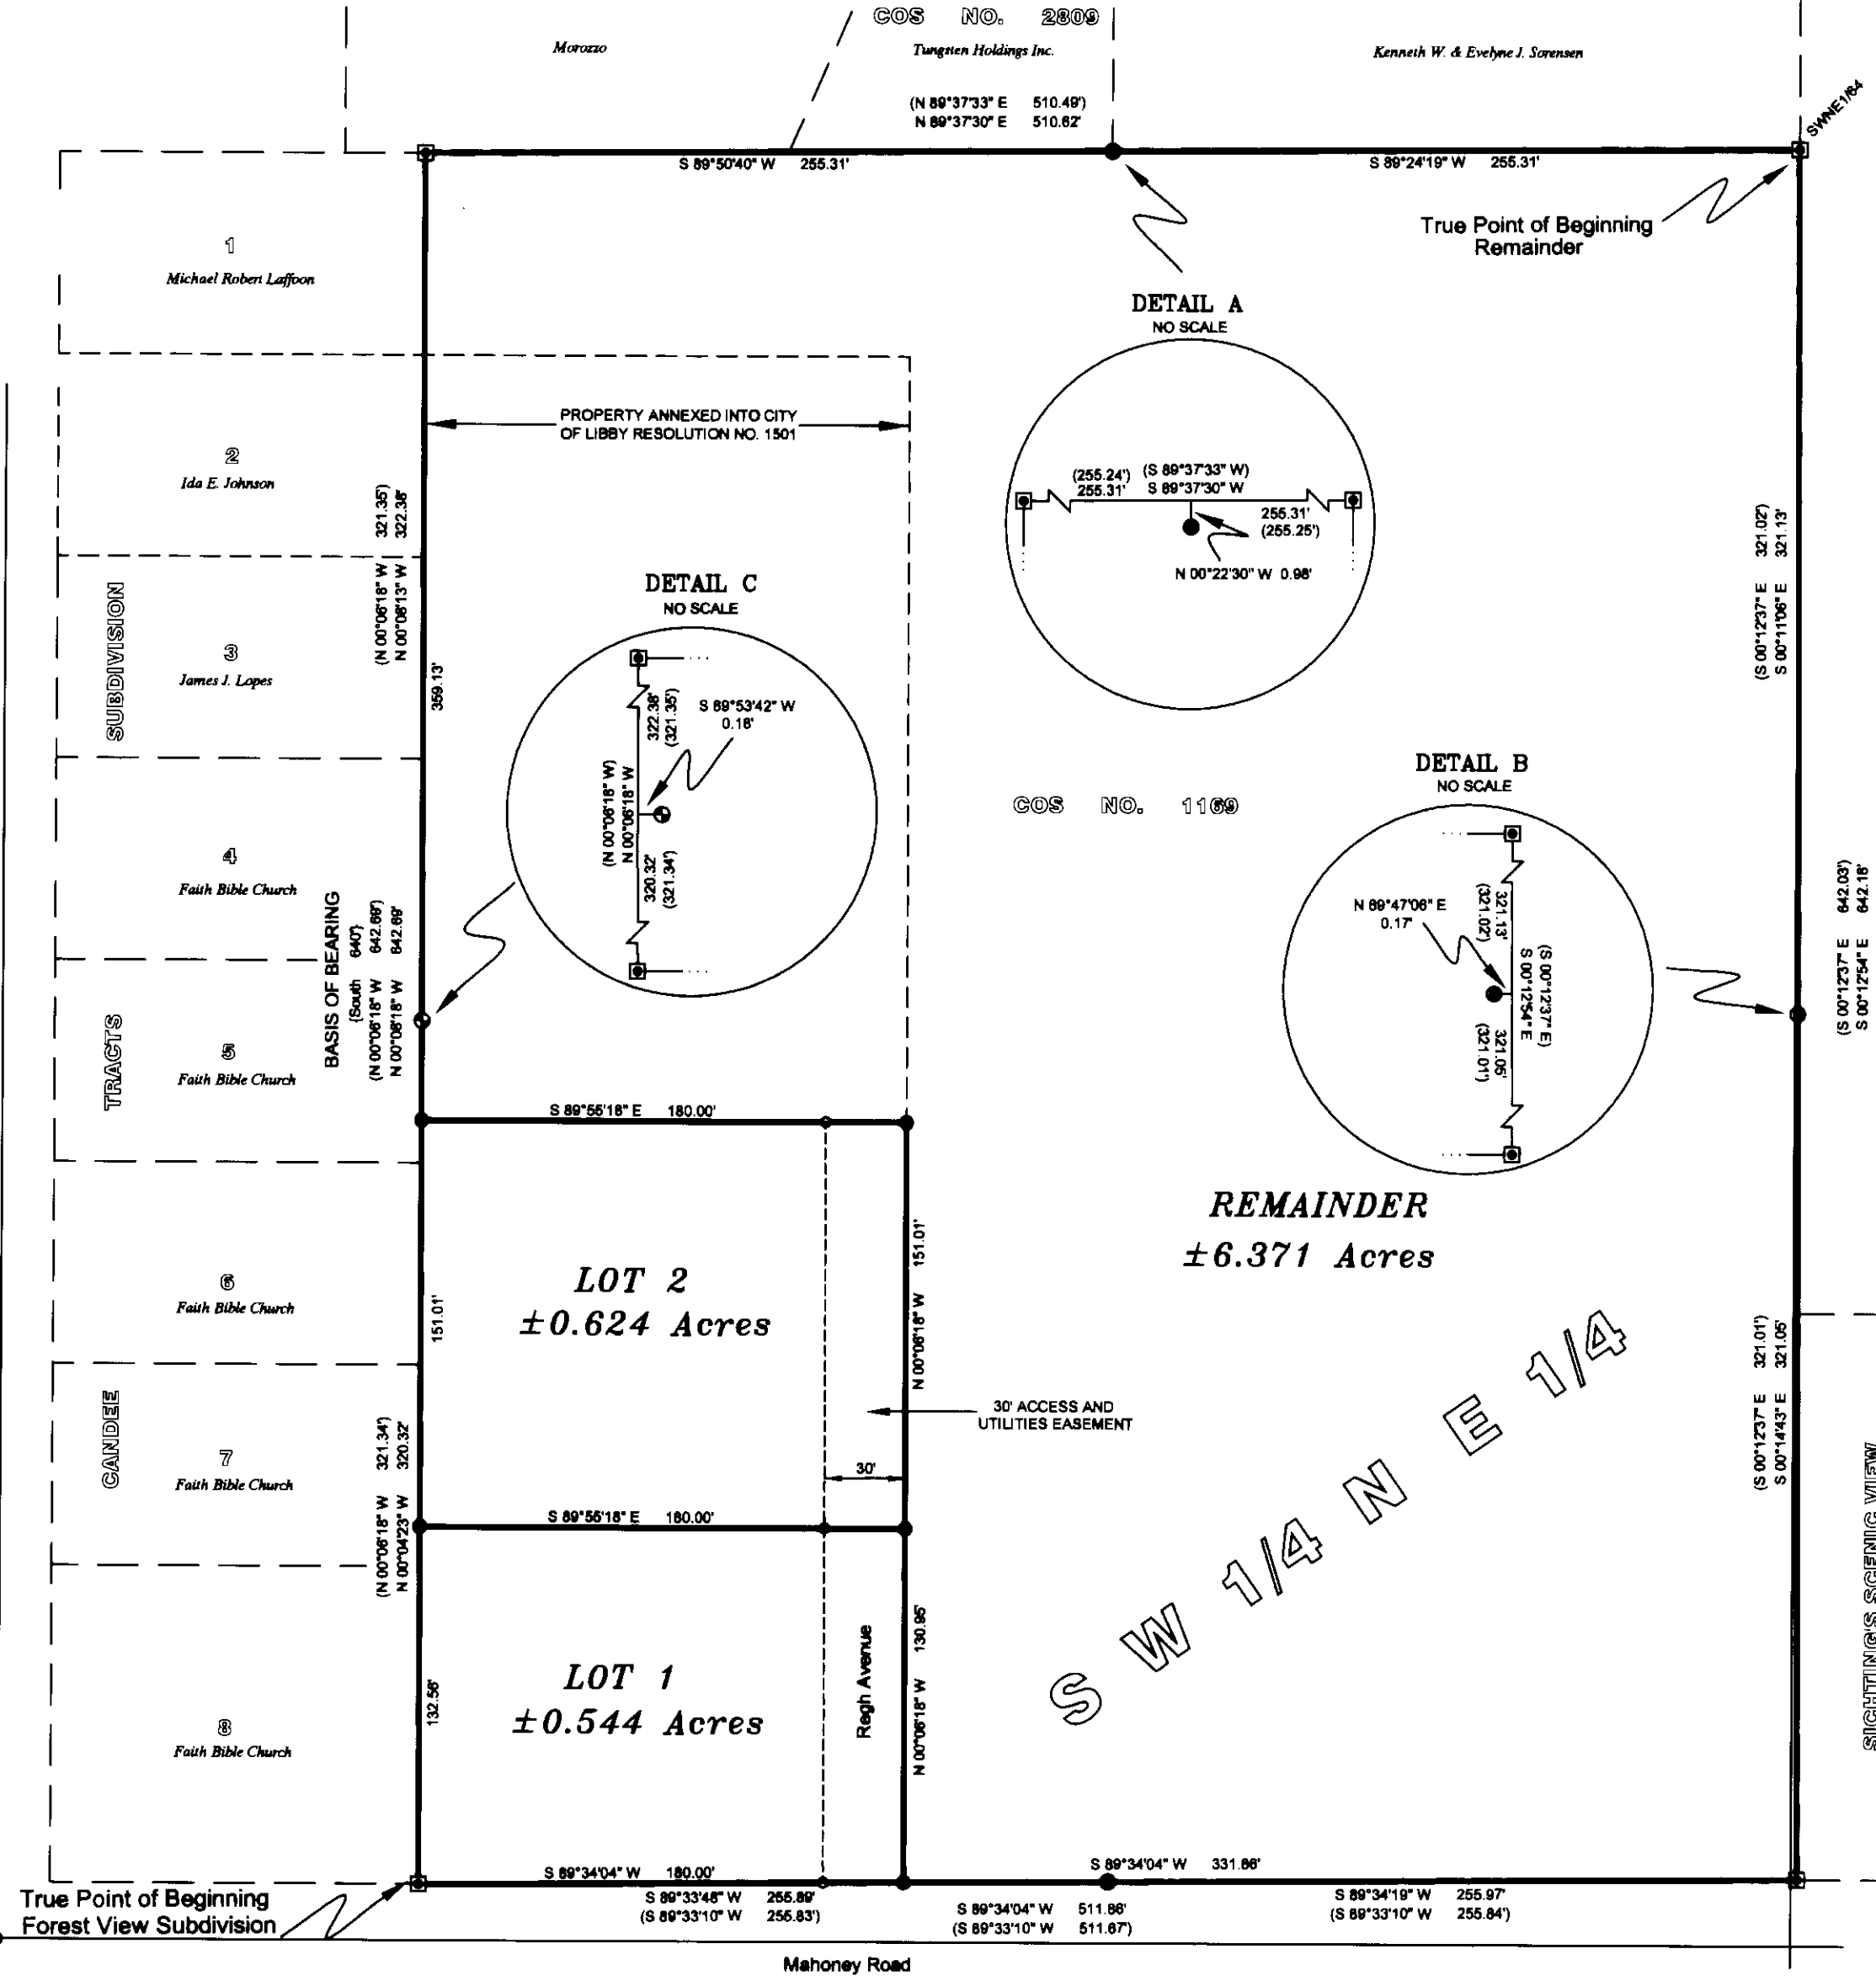 COS NO. 2809
Morozzo
Tungsten Holdings Inc.
Kenneth W. & Evelyne J. Sorensen
(N 89°37'33" E 510.49')
N 89°37'30" E 510.62'
SWNE1/64
S 89°50'40" W 255.31'
S 89°24'19" W 255.31'
True Point of Beginning
Remainder
1
Michael Robert Laffoon
DETAIL A
NO SCALE
PROPERTY ANNEXED INTO CITY
OF LIBBY RESOLUTION NO. 1501
2
Ida E. Johnson
(255.24') (S 89°37'33" W)
255.31' S 89°37'30" W
255.31'
(255.25')
N 00°22'30" W 0.98'
(N 00°06'18" W 321.35')
N 00°08'13" W 322.38'
(S 00°12'37" E 321.02')
S 00°11'06" E 321.13'
SUBDIVISION
3
James J. Lopes
359.13'
DETAIL C
NO SCALE
322.38'
(321.35')
S 89°53'42" W
0.18'
(N 00°06'18" W)
N 00°06'18" W
320.32'
(321.34')
COS NO. 1169
DETAIL B
NO SCALE
N 89°47'06" E
0.17'
321.13'
(321.02')
(S 00°12'37" E)
S 00°12'54" E
321.05'
(321.01')
4
Faith Bible Church
BASIS OF BEARING
{South 640'}
(N 00°06'18" W 642.69')
N 00°06'18" W 642.69'
(S 00°12'37" E 642.03')
S 00°12'54" E 642.18'
TRACTS
5
Faith Bible Church
S 89°55'18" E 180.00'
REMAINDER
±6.371 Acres
6
Faith Bible Church
151.01'
LOT 2
±0.624 Acres
N 00°06'18" W 151.01'
30' ACCESS AND
UTILITIES EASEMENT
30'
SW 1/4 NE 1/4
(S 00°12'37" E 321.01')
S 00°14'43" E 321.05'
CANDEE
7
Faith Bible Church
(N 00°06'18" W 321.34')
N 00°04'23" W 320.32'
S 89°55'18" E 180.00'
SIGHTING'S SCENIC VIEW
8
Faith Bible Church
132.56'
LOT 1
±0.544 Acres
Regh Avenue
N 00°06'18" W 130.95'
S 89°34'04" W 180.00'
S 89°34'04" W 331.86'
True Point of Beginning
Forest View Subdivision
S 89°33'48" W 255.89'
(S 89°33'10" W 255.83')
S 89°34'04" W 511.86'
(S 89°33'10" W 511.67')
S 89°34'19" W 255.97'
(S 89°33'10" W 255.84')
Mahoney Road